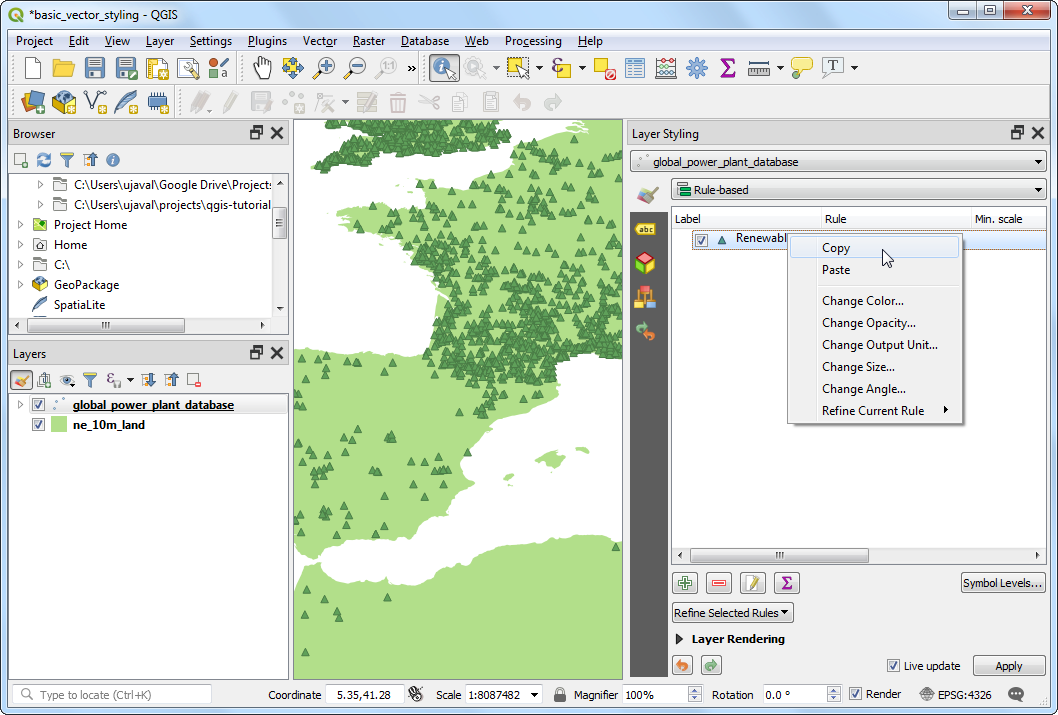 *basic_vector_styling - QGIS
Project Edit View Layer Settings Plugins Vector Raster Database Web Processing Help
Browser
C:\Users\ujaval\Google Drive\Projects
C:\Users\ujaval\projects\qgis-tutorial
Project Home
Home
C:\
GeoPackage
SpatiaLite
Layers
global_power_plant_database
ne_10m_land
Layer Styling
global_power_plant_database
Rule-based
abc
Label Rule Min. scale
Renewabl
Copy
Paste
Change Color...
Change Opacity...
Change Output Unit...
Change Size...
Change Angle...
Refine Current Rule
Symbol Levels...
Refine Selected Rules
Layer Rendering
Live update Apply
Type to locate (Ctrl+K) Coordinate 5.35,41.28 Scale 1:8087482 Magnifier 100% Rotation 0.0 ° Render EPSG:4326